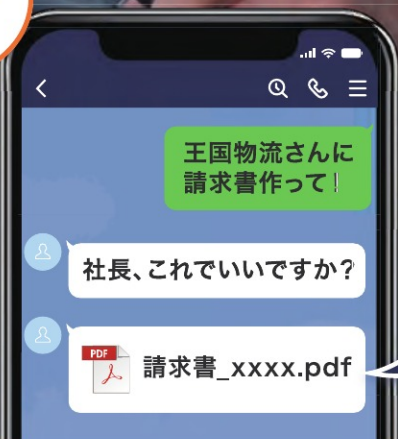 王国物流さんに
請求書作って!
社長、これでいいですか?
PDF
請求書_xxxx.pdf